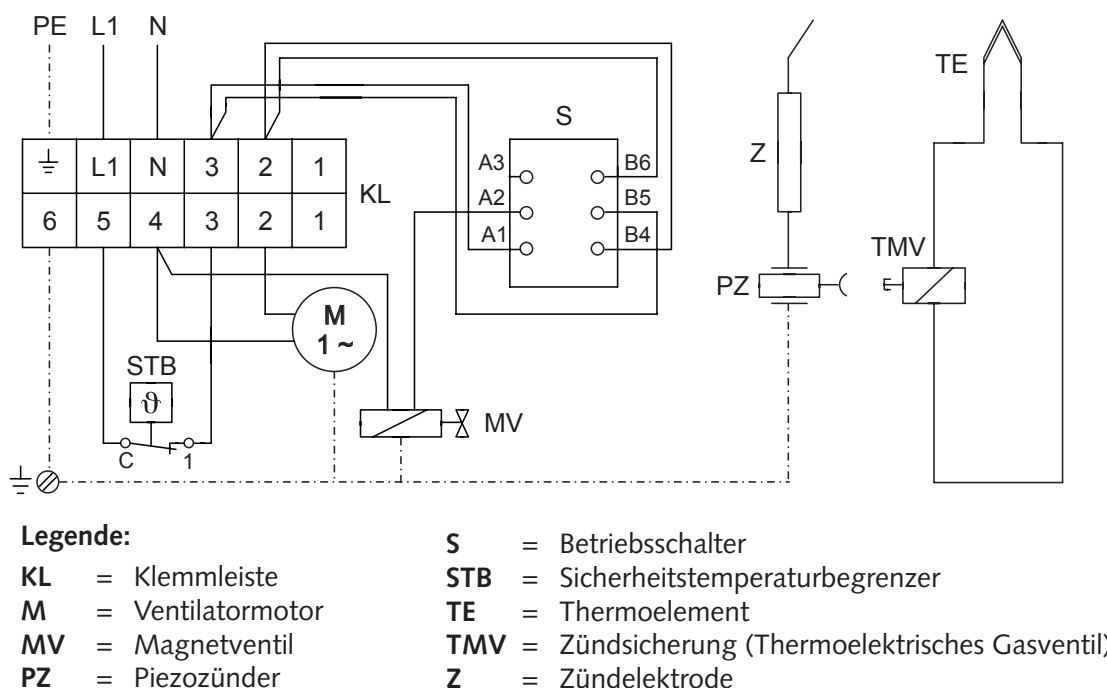 PE L1 N
TE
S
Z
A3 B6
L1 N 3 2 1
KL
A2 B5
6 5 4 3 2 1
A1 B4
TMV
PZ
M
1 ~
STB
ϑ
MV
C 1
Legende:
KL = Klemmleiste
M = Ventilatormotor
MV = Magnetventil
PZ = Piezozünder
S = Betriebsschalter
STB = Sicherheitstemperaturbegrenzer
TE = Thermoelement
TMV = Zündsicherung (Thermoelektrisches Gasventil)
Z = Zündelektrode